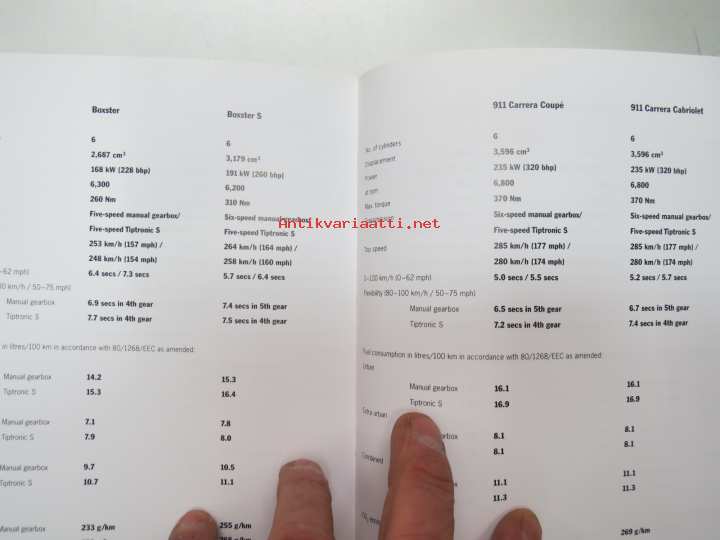 Boxster Boxster S
6 6
2,687 cm³ 3,179 cm³
168 kW (228 bhp) 191 kW (260 bhp)
6,300 6,200
260 Nm 310 Nm
Five-speed manual gearbox/ Six-speed manual gearbox/
Five-speed Tiptronic S Five-speed Tiptronic S
253 km/h (157 mph) / 264 km/h (164 mph) /
248 km/h (154 mph) 258 km/h (160 mph)
–62 mph) 6.4 secs / 7.3 secs 5.7 secs / 6.4 secs
00 km/h / 50–75 mph)
Manual gearbox 6.9 secs in 4th gear 7.4 secs in 5th gear
Tiptronic S 7.7 secs in 4th gear 7.5 secs in 4th gear
in litres/100 km in accordance with 80/1268/EEC as amended:
Manual gearbox 14.2 15.3
Tiptronic S 15.3 16.4
Manual gearbox 7.1 7.8
Tiptronic S 7.9 8.0
Manual gearbox 9.7 10.5
Tiptronic S 10.7 11.1
Manual gearbox 233 g/km 255 g/km
911 Carrera Coupé 911 Carrera Cabriolet
No. of cylinders 6 6
Displacement 3,596 cm³ 3,596 cm³
Power 235 kW (320 bhp) 235 kW (320 bhp)
at rpm 6,800 6,800
Max. torque 370 Nm 370 Nm
Six-speed manual gearbox/ Six-speed manual gearbox/
Five-speed Tiptronic S Five-speed Tiptronic S
Top speed 285 km/h (177 mph) / 285 km/h (177 mph) /
280 km/h (174 mph) 280 km/h (174 mph)
0–100 km/h (0–62 mph) 5.0 secs / 5.5 secs 5.2 secs / 5.7 secs
Flexibility (80–100 km/h / 50–75 mph)
Manual gearbox 6.5 secs in 5th gear 6.7 secs in 5th gear
Tiptronic S 7.2 secs in 4th gear 7.4 secs in 4th gear
Fuel consumption in litres/100 km in accordance with 80/1268/EEC as amended:
Urban
Manual gearbox 16.1 16.1
Tiptronic S 16.9 16.9
Extra urban
gearbox 8.1 8.1
8.1 8.1
Combined
11.1 11.1
11.3 11.3
269 g/km
Antikvariaatti.net